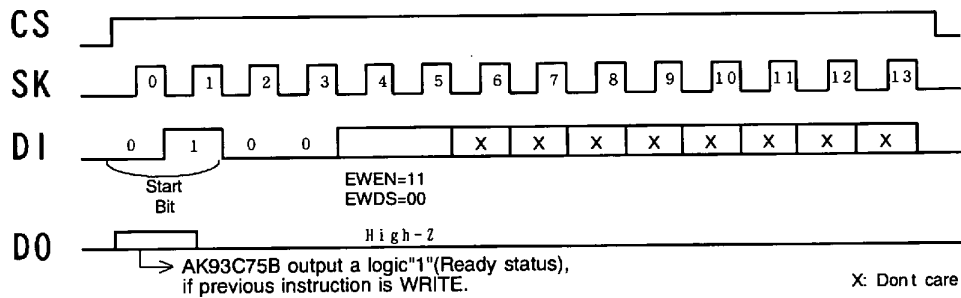 CS
SK 0 1 2 3 4 5 6 7 8 9 10 11 12 13
DI 0 1 0 0 X X X X X X X X
Start
Bit
EWEN=11
EWDS=00
DO High-Z
AK93C75B output a logic"1"(Ready status),
if previous instruction is WRITE.
X: Dont care